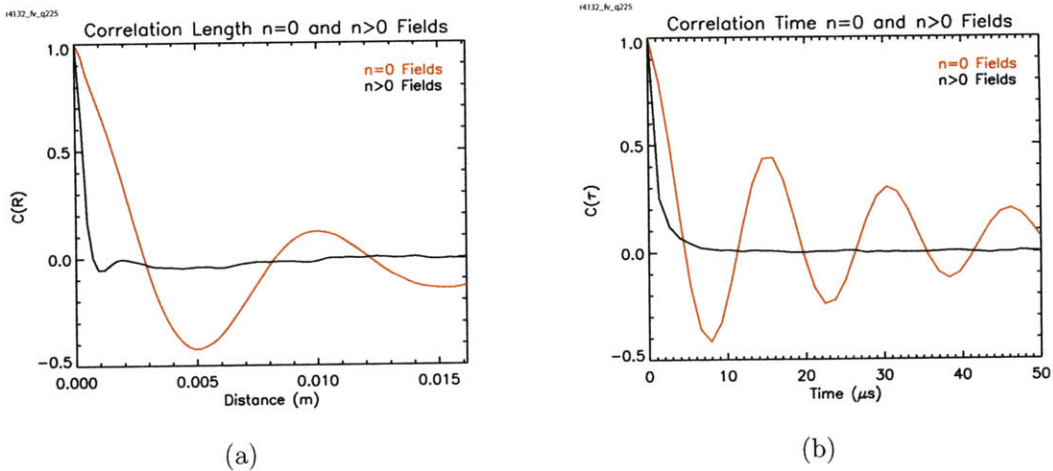 r4132_fv_q225
Correlation Length n=0 and n>0 Fields
1.0
n=0 Fields
n>0 Fields
0.5
C(R)
0.0
−0.5
0.000
0.005
0.010
0.015
Distance (m)
(a)
r4132_fv_q225
Correlation Time n=0 and n>0 Fields
1.0
n=0 Fields
n>0 Fields
0.5
C(τ)
0.0
−0.5
0
10
20
30
40
50
Time (μs)
(b)